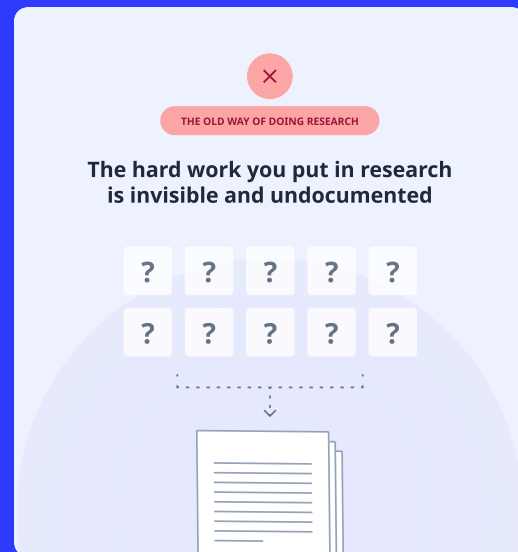 THE OLD WAY OF DOING RESEARCH
The hard work you put in research
is invisible and undocumented
? ? ? ? ?
? ? ? ? ?